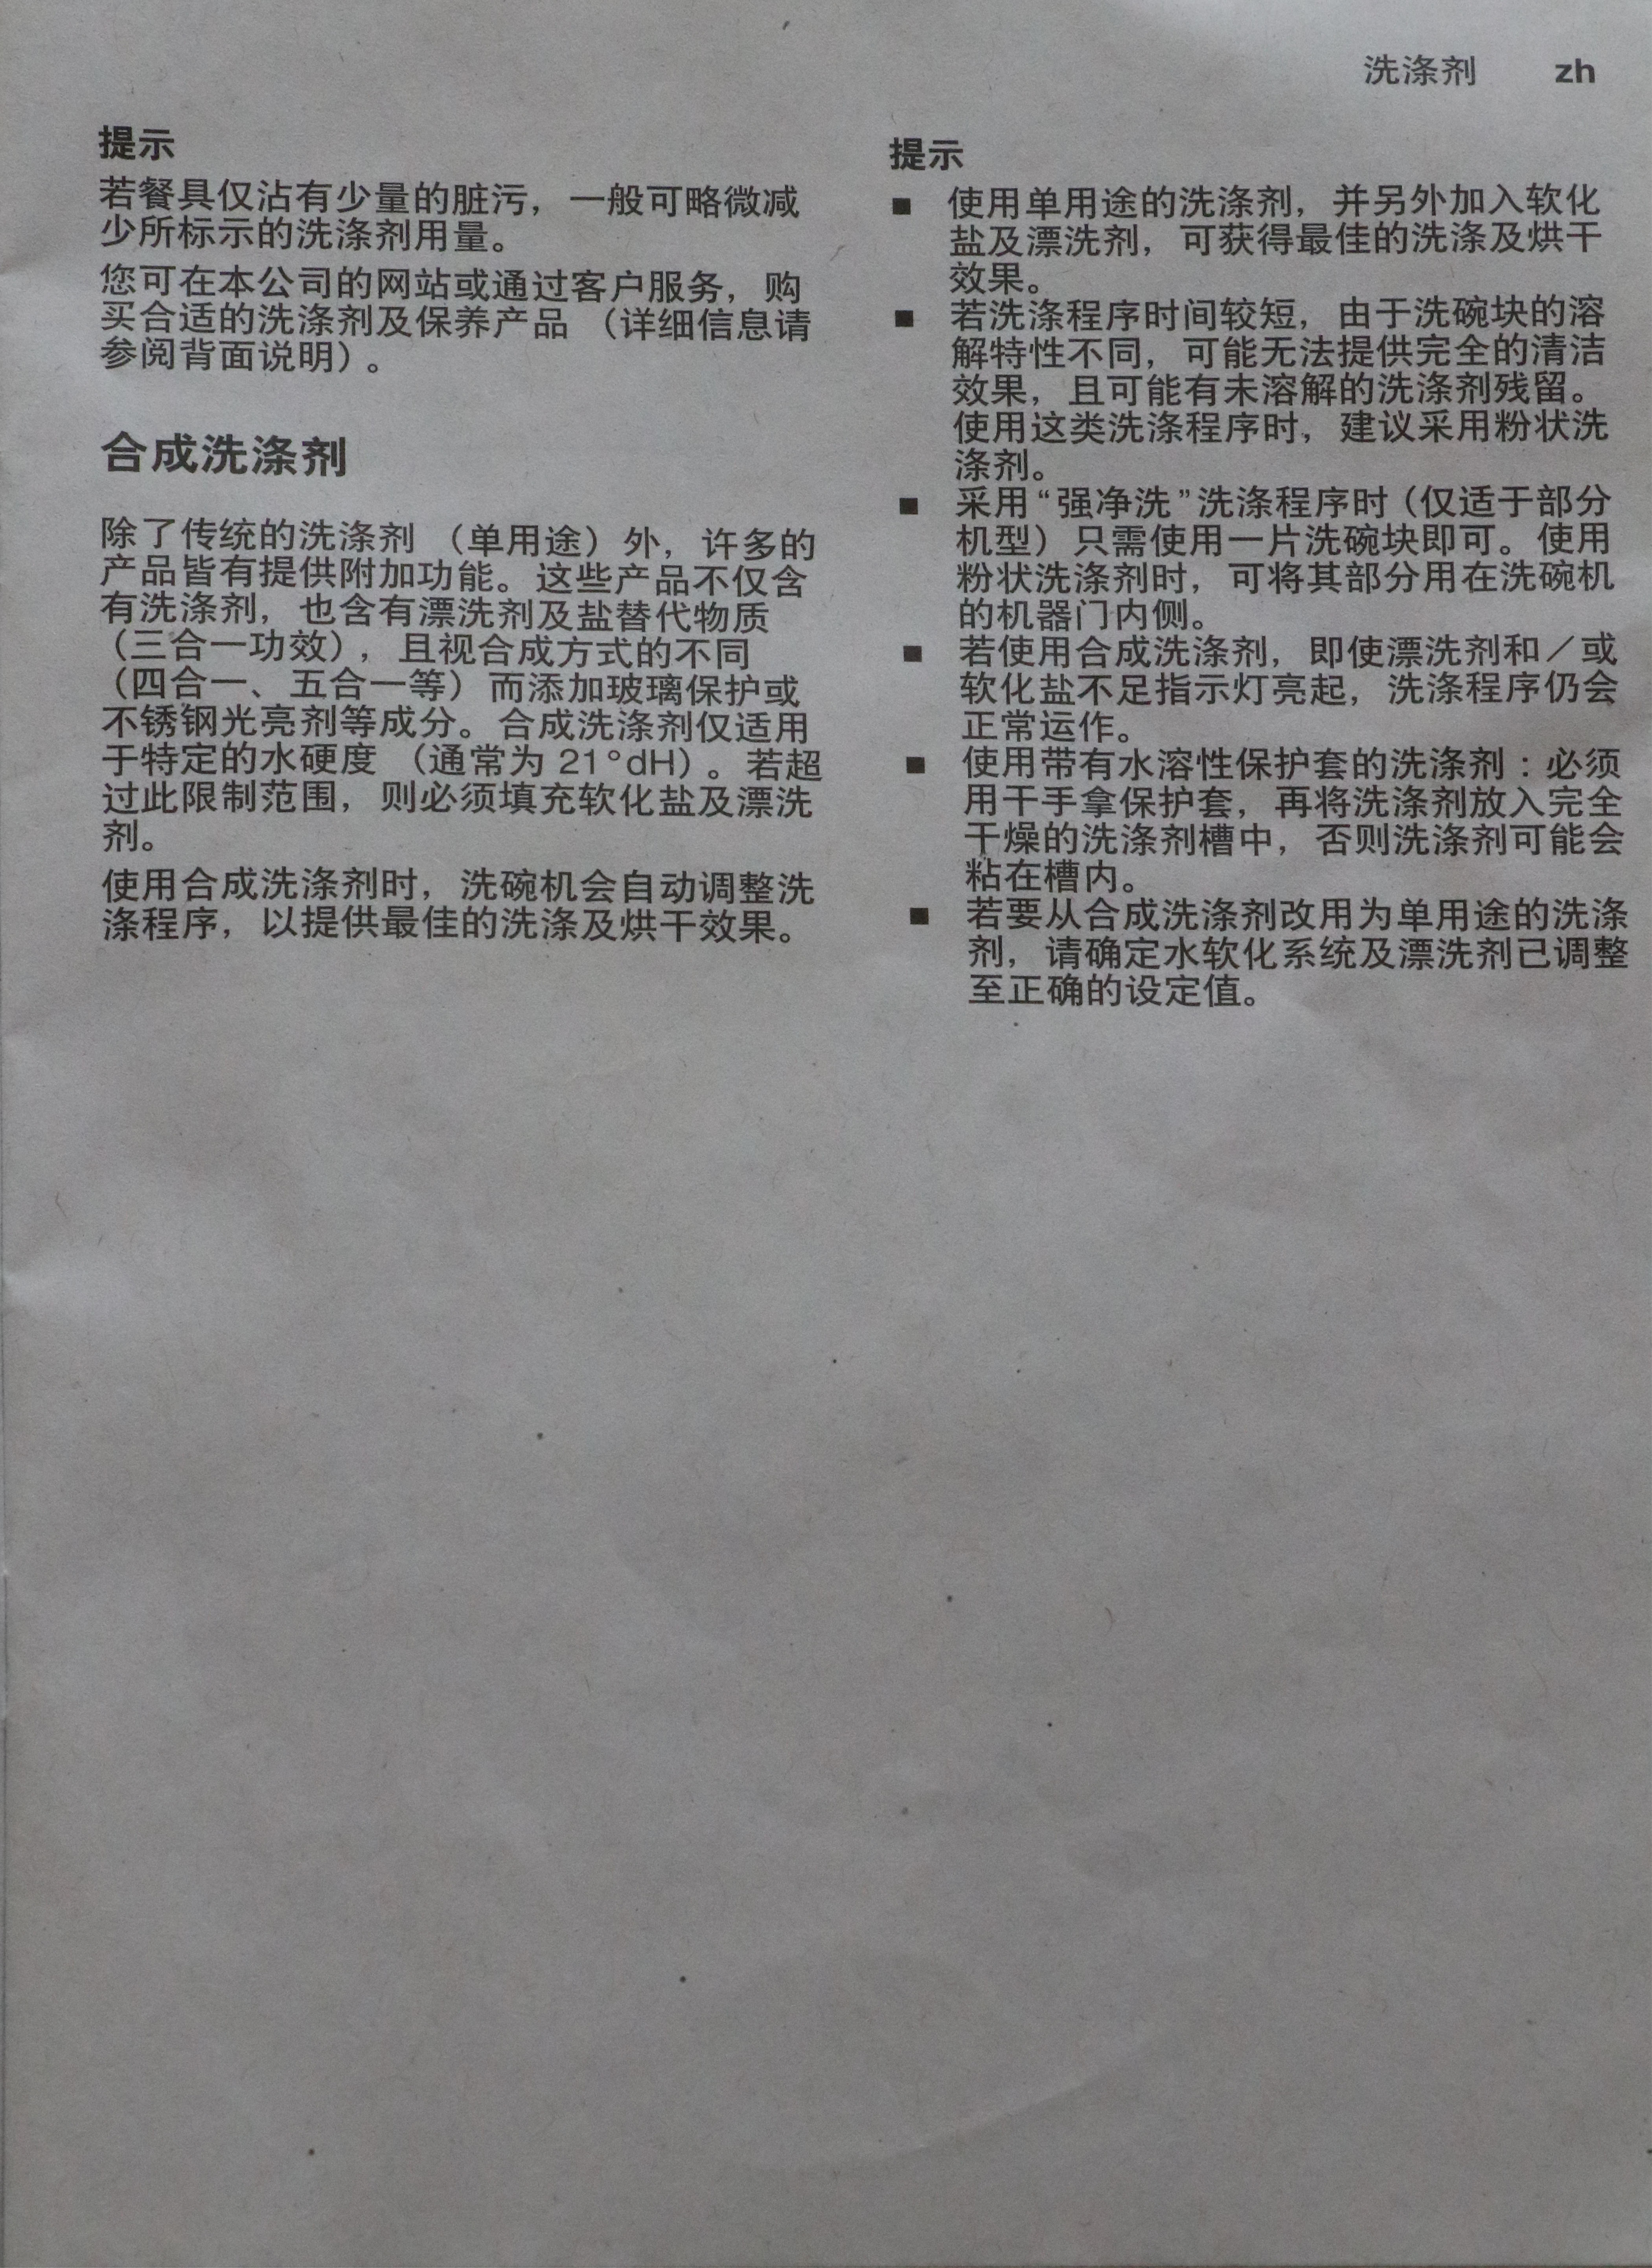 洗涤剂 zh
提示
若餐具仅沾有少量的脏污，一般可略微减
少所标示的洗涤剂用量。
您可在本公司的网站或通过客户服务，购
买合适的洗涤剂及保养产品（详细信息请
参阅背面说明）。
合成洗涤剂
除了传统的洗涤剂（单用途）外，许多的
产品皆有提供附加功能。这些产品不仅含
有洗涤剂，也含有漂洗剂及盐替代物质
（三合一功效），且视合成方式的不同
（四合一、五合一等）而添加玻璃保护或
不锈钢光亮剂等成分。合成洗涤剂仅适用
于特定的水硬度（通常为 21°dH）。若超
过此限制范围，则必须填充软化盐及漂洗
剂。
使用合成洗涤剂时，洗碗机会自动调整洗
涤程序，以提供最佳的洗涤及烘干效果。
提示
■ 使用单用途的洗涤剂，并另外加入软化
盐及漂洗剂，可获得最佳的洗涤及烘干
效果。
■ 若洗涤程序时间较短，由于洗碗块的溶
解特性不同，可能无法提供完全的清洁
效果，且可能有未溶解的洗涤剂残留。
使用这类洗涤程序时，建议采用粉状洗
涤剂。
■ 采用“强净洗”洗涤程序时（仅适于部分
机型）只需使用一片洗碗块即可。使用
粉状洗涤剂时，可将其部分用在洗碗机
的机器门内侧。
■ 若使用合成洗涤剂，即使漂洗剂和／或
软化盐不足指示灯亮起，洗涤程序仍会
正常运作。
■ 使用带有水溶性保护套的洗涤剂：必须
用干手拿保护套，再将洗涤剂放入完全
干燥的洗涤剂槽中，否则洗涤剂可能会
粘在槽内。
■ 若要从合成洗涤剂改用为单用途的洗涤
剂，请确定水软化系统及漂洗剂已调整
至正确的设定值。